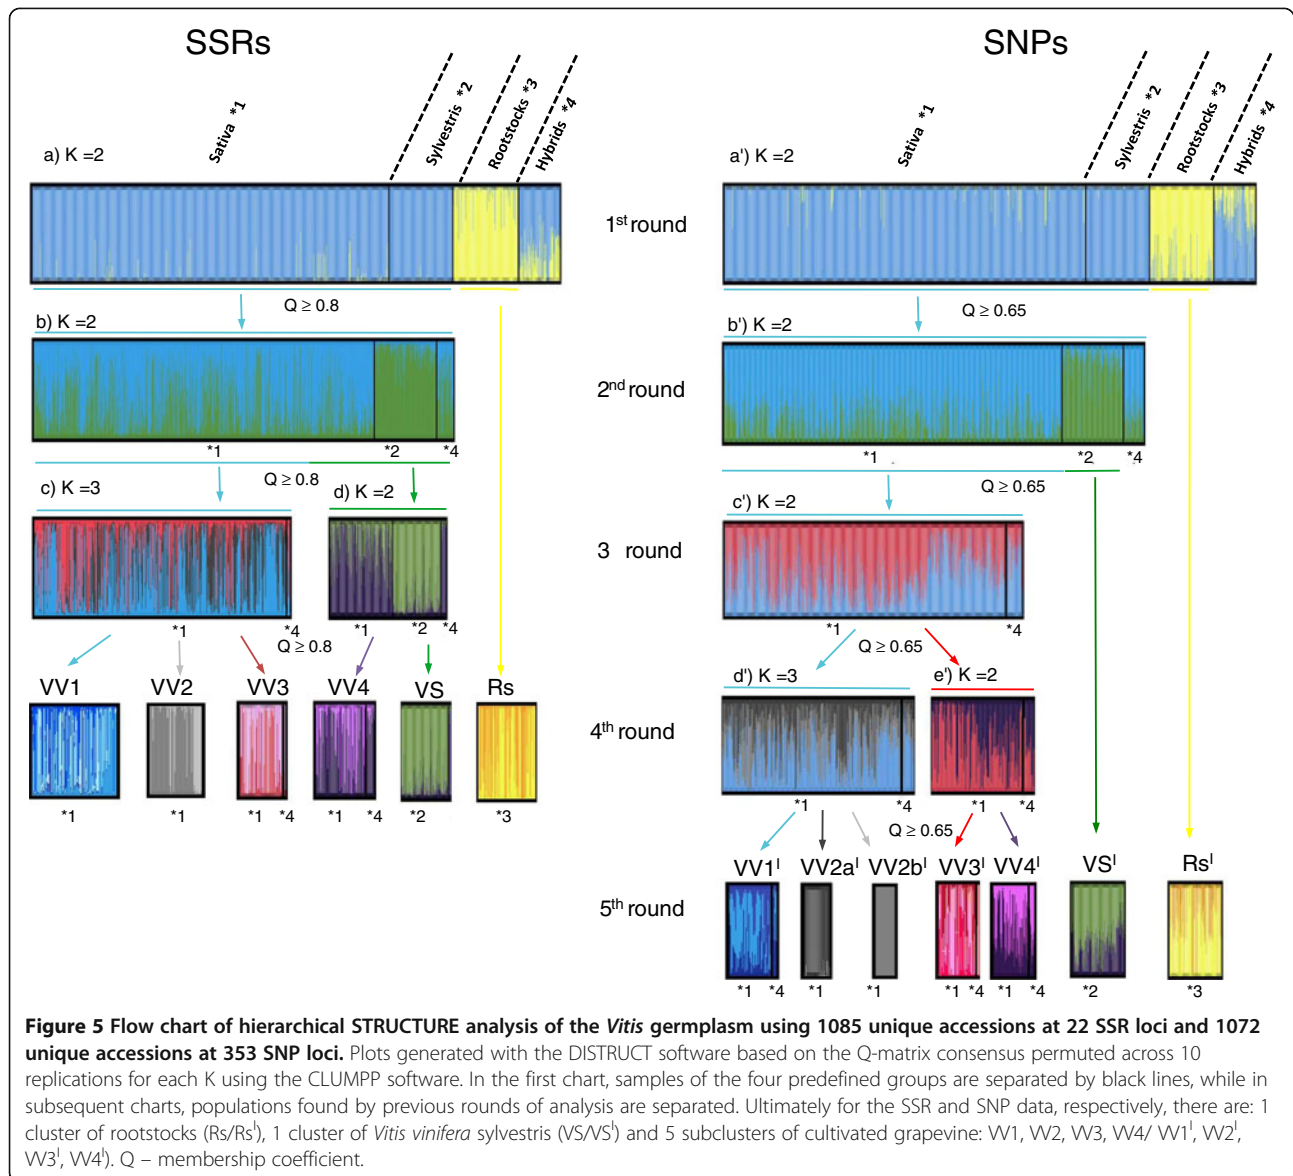 SSRs
SNPs
Sativa *1
Sylvestris *2
Rootstocks *3
Hybrids *4
Sativa *1
Sylvestris *2
Rootstocks *3
Hybrids *4
a) K =2
a') K =2
1st round
Q ≥ 0.8
Q ≥ 0.65
b) K =2
b') K =2
2nd round
*1 *2 *4
*1 *2 *4
Q ≥ 0.8
Q ≥ 0.65
c) K =3
d) K =2
c') K =2
3 round
*1 *4
*1 *2 *4
*1 *4
Q ≥ 0.8
Q ≥ 0.65
VV1 VV2 VV3 VV4 VS Rs
d') K =3
e') K =2
4th round
*1 *1 *1 *4 *1 *4 *2 *3
*1 *4
*1 *4
Q ≥ 0.65
VV1I VV2aI VV2bI VV3I VV4I VSI RsI
5th round
*1 *4 *1 *1 *1 *4 *1 *4 *2 *3
Figure 5 Flow chart of hierarchical STRUCTURE analysis of the Vitis germplasm using 1085 unique accessions at 22 SSR loci and 1072
unique accessions at 353 SNP loci. Plots generated with the DISTRUCT software based on the Q-matrix consensus permuted across 10
replications for each K using the CLUMPP software. In the first chart, samples of the four predefined groups are separated by black lines, while in
subsequent charts, populations found by previous rounds of analysis are separated. Ultimately for the SSR and SNP data, respectively, there are: 1
cluster of rootstocks (Rs/RsI), 1 cluster of Vitis vinifera sylvestris (VS/VSI) and 5 subclusters of cultivated grapevine: VV1, VV2, VV3, VV4/ VV1I, VV2I,
VV3I, VV4I). Q – membership coefficient.